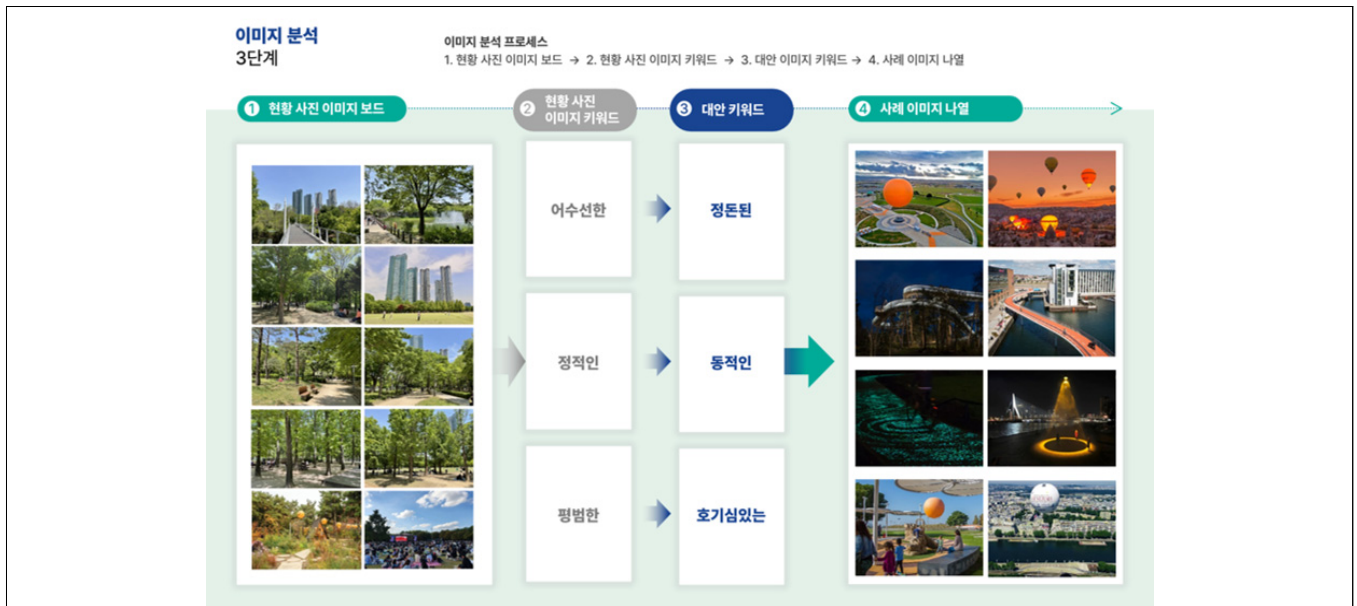 이미지 분석
3단계
이미지 분석 프로세스
1. 현황 사진 이미지 보드 → 2. 현황 사진 이미지 키워드 → 3. 대안 이미지 키워드 → 4. 사례 이미지 나열
1 현황 사진 이미지 보드
2 현황 사진
이미지 키워드
3 대안 키워드
4 사례 이미지 나열
어수선한
정돈된
정적인
동적인
평범한
호기심있는